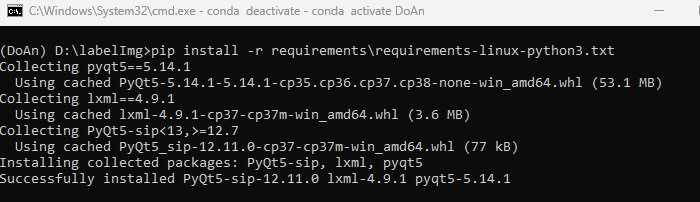 C:\Windows\System32\cmd.exe - conda  deactivate - conda  activate DoAn
(DoAn) D:\labelImg>pip install -r requirements\requirements-linux-python3.txt
Collecting pyqt5==5.14.1
  Using cached PyQt5-5.14.1-5.14.1-cp35.cp36.cp37.cp38-none-win_amd64.whl (53.1 MB)
Collecting lxml==4.9.1
  Using cached lxml-4.9.1-cp37-cp37m-win_amd64.whl (3.6 MB)
Collecting PyQt5-sip<13,>=12.7
  Using cached PyQt5_sip-12.11.0-cp37-cp37m-win_amd64.whl (77 kB)
Installing collected packages: PyQt5-sip, lxml, pyqt5
Successfully installed PyQt5-sip-12.11.0 lxml-4.9.1 pyqt5-5.14.1